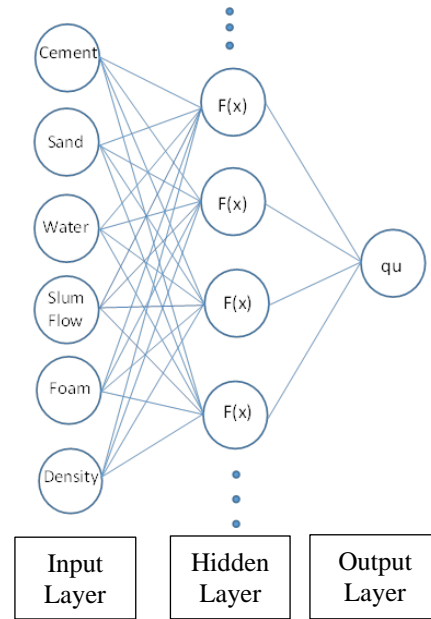 Cement
Sand
Water
Slum
Flow
Foam
Density
F(x)
F(x)
F(x)
F(x)
qu
Input
Layer
Hidden
Layer
Output
Layer